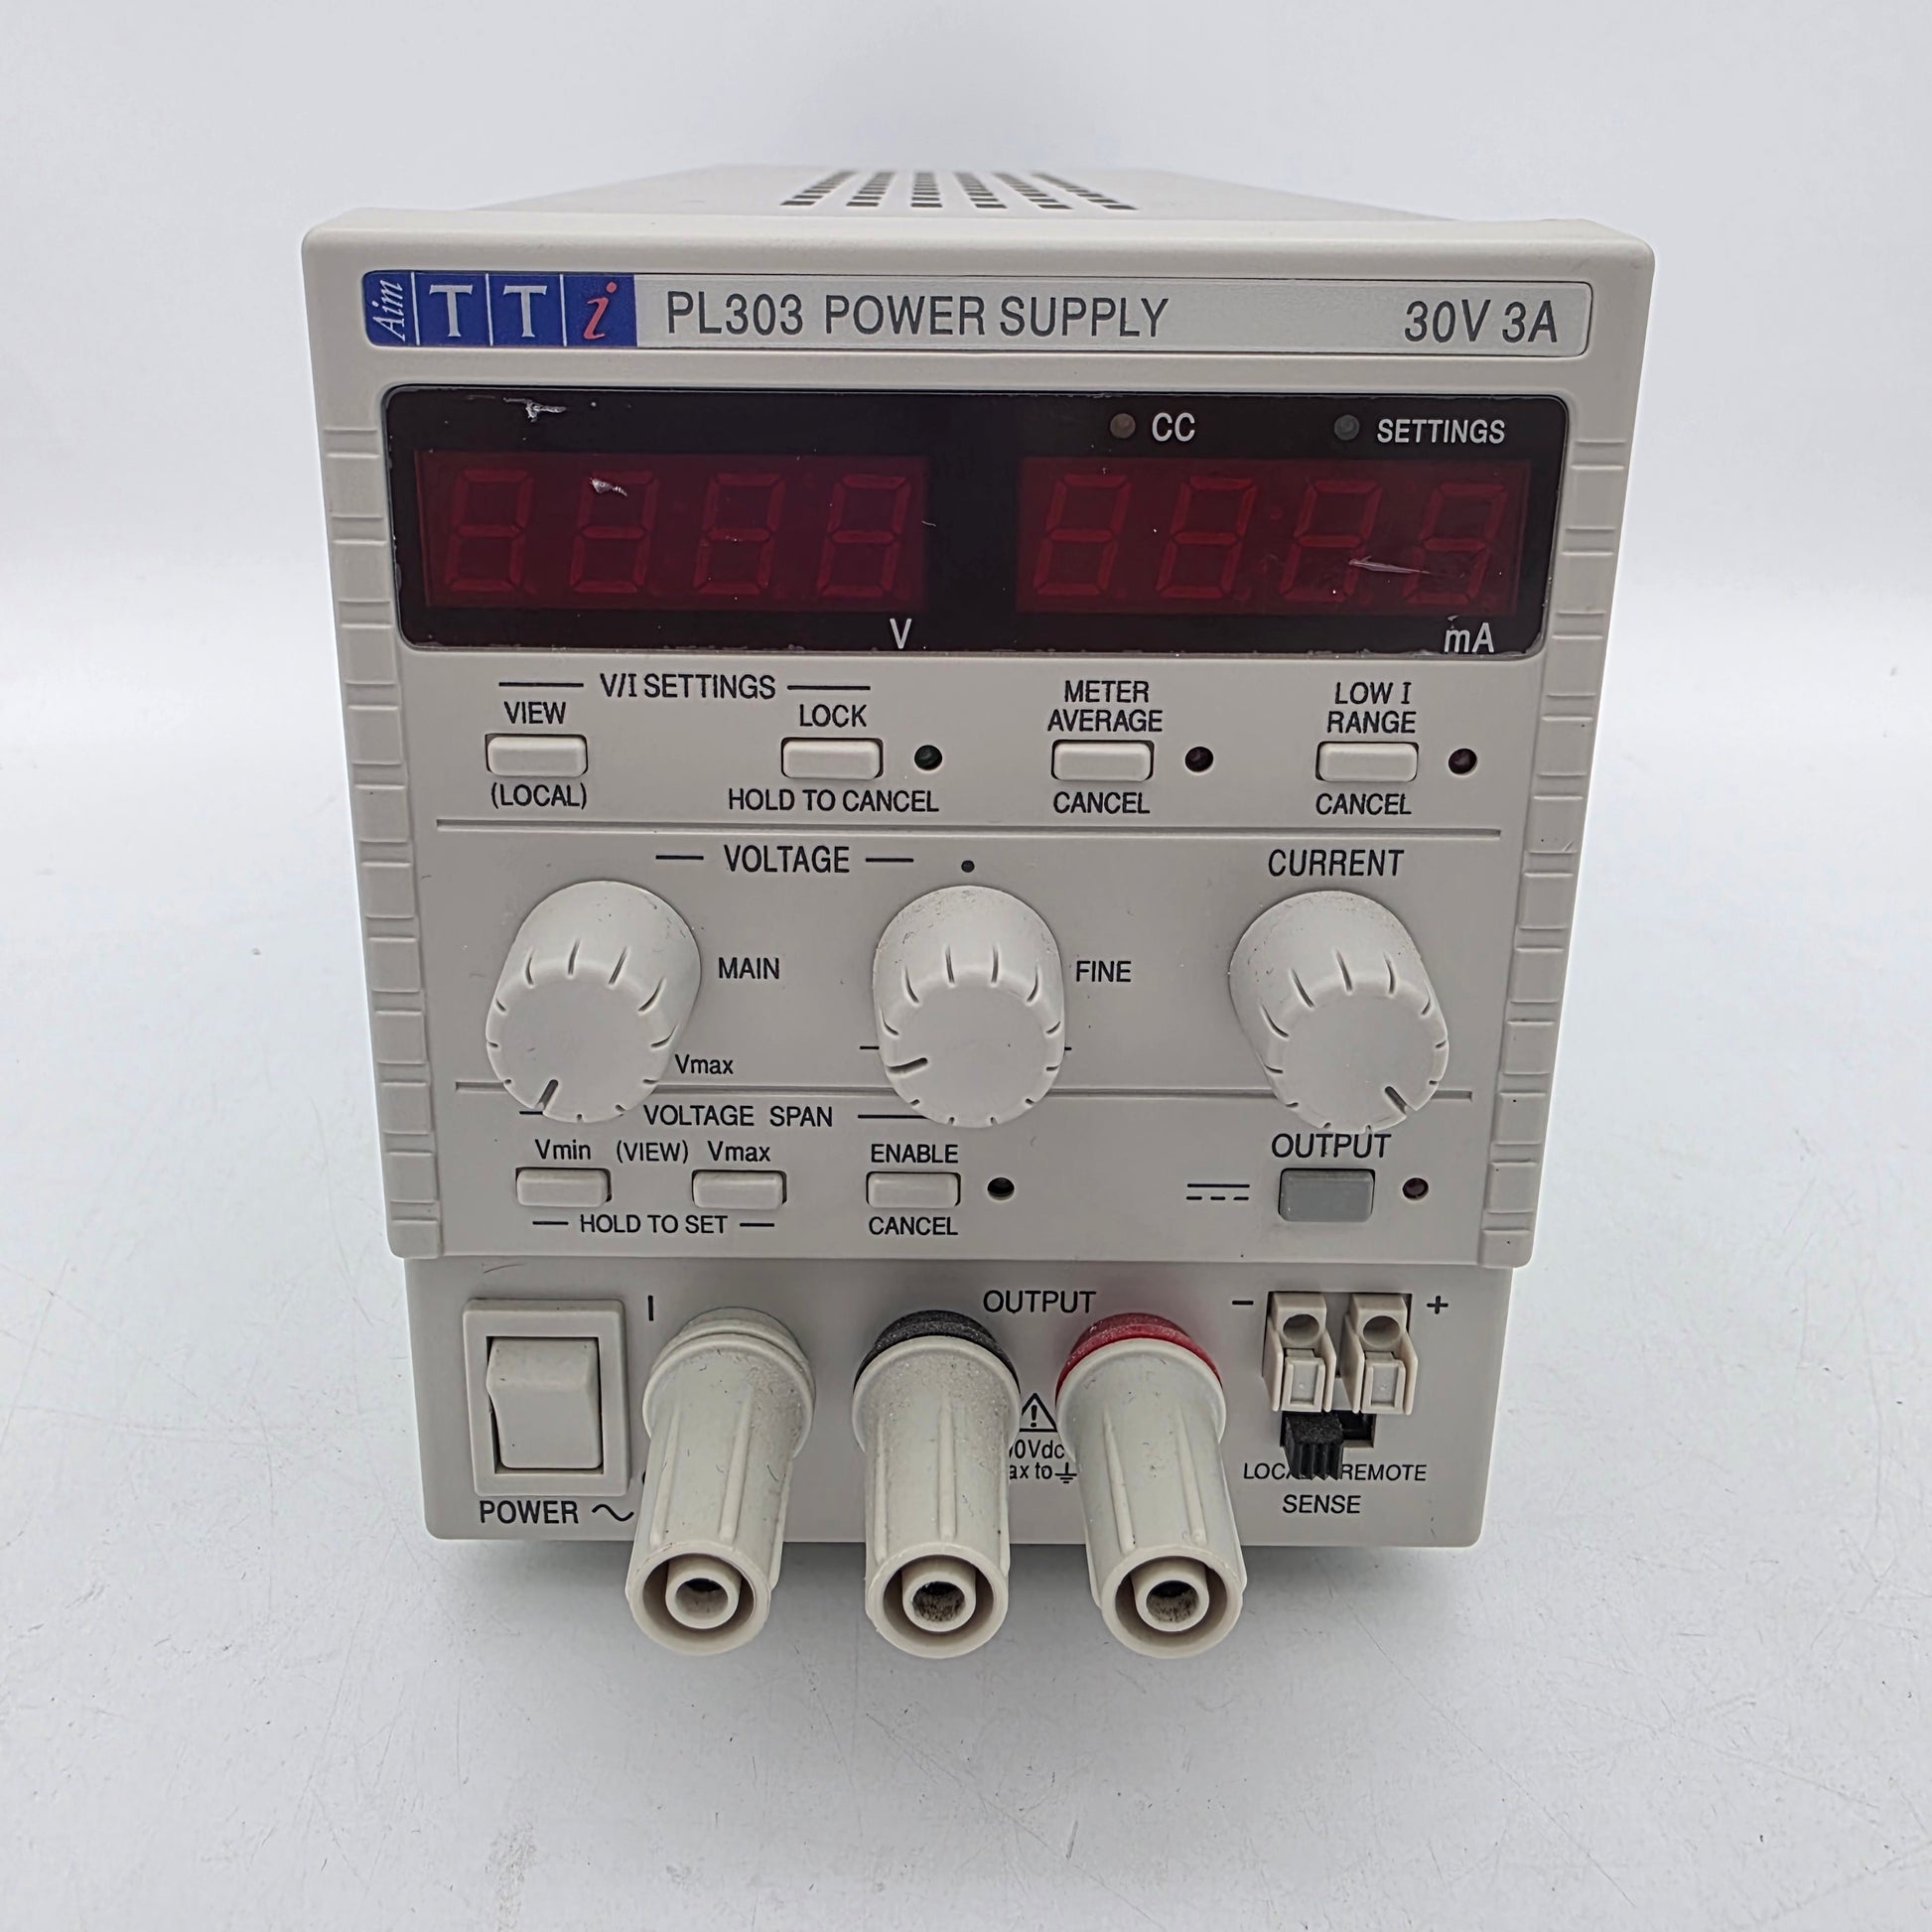 Aim TTi PL303 POWER SUPPLY 30V 3A
CC SETTINGS
V mA
V/I SETTINGS
VIEW LOCK METER AVERAGE LOW I RANGE
(LOCAL) HOLD TO CANCEL CANCEL CANCEL
VOLTAGE CURRENT
MAIN FINE
Vmax
VOLTAGE SPAN
Vmin (VIEW) Vmax ENABLE OUTPUT
HOLD TO SET CANCEL
I OUTPUT - +
to
REMOTE
POWER SENSE